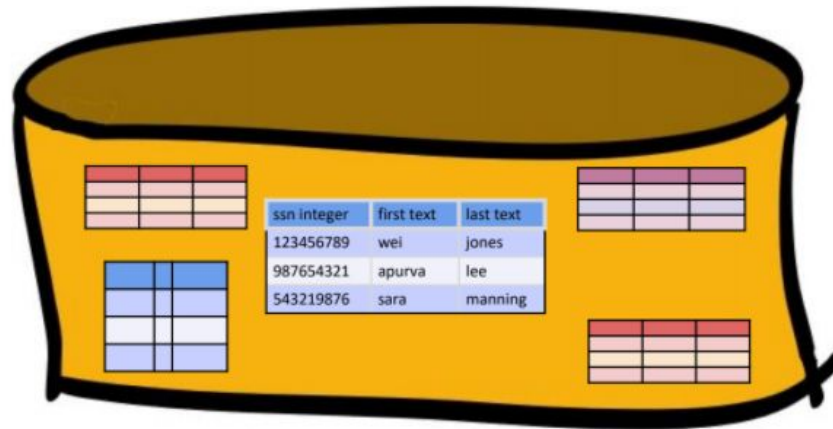 ssn integer first text last text
123456789 wei jones
987654321 apurva lee
543219876 sara manning